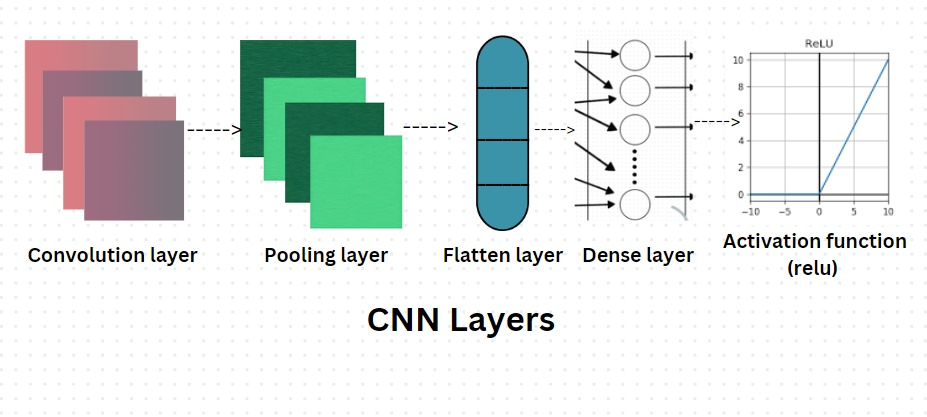 ReLU
10
8
6
4
2
0
−10 −5 0 5 10
Convolution layer
Pooling layer
Flatten layer
Dense layer
Activation function
(relu)
CNN Layers